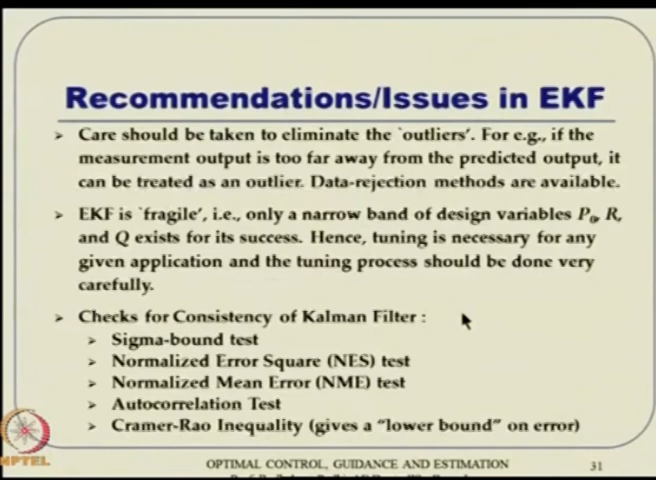 Recommendations/Issues in EKF
➤ Care should be taken to eliminate the `outliers'. For e.g., if the
measurement output is too far away from the predicted output, it
can be treated as an outlier. Data-rejection methods are available.
➤ EKF is `fragile', i.e., only a narrow band of design variables P₀, R,
and Q exists for its success. Hence, tuning is necessary for any
given application and the tuning process should be done very
carefully.
➤ Checks for Consistency of Kalman Filter :
➤ Sigma-bound test
➤ Normalized Error Square (NES) test
➤ Normalized Mean Error (NME) test
➤ Autocorrelation Test
➤ Cramer-Rao Inequality (gives a "lower bound" on error)
NPTEL
OPTIMAL CONTROL, GUIDANCE AND ESTIMATION
31